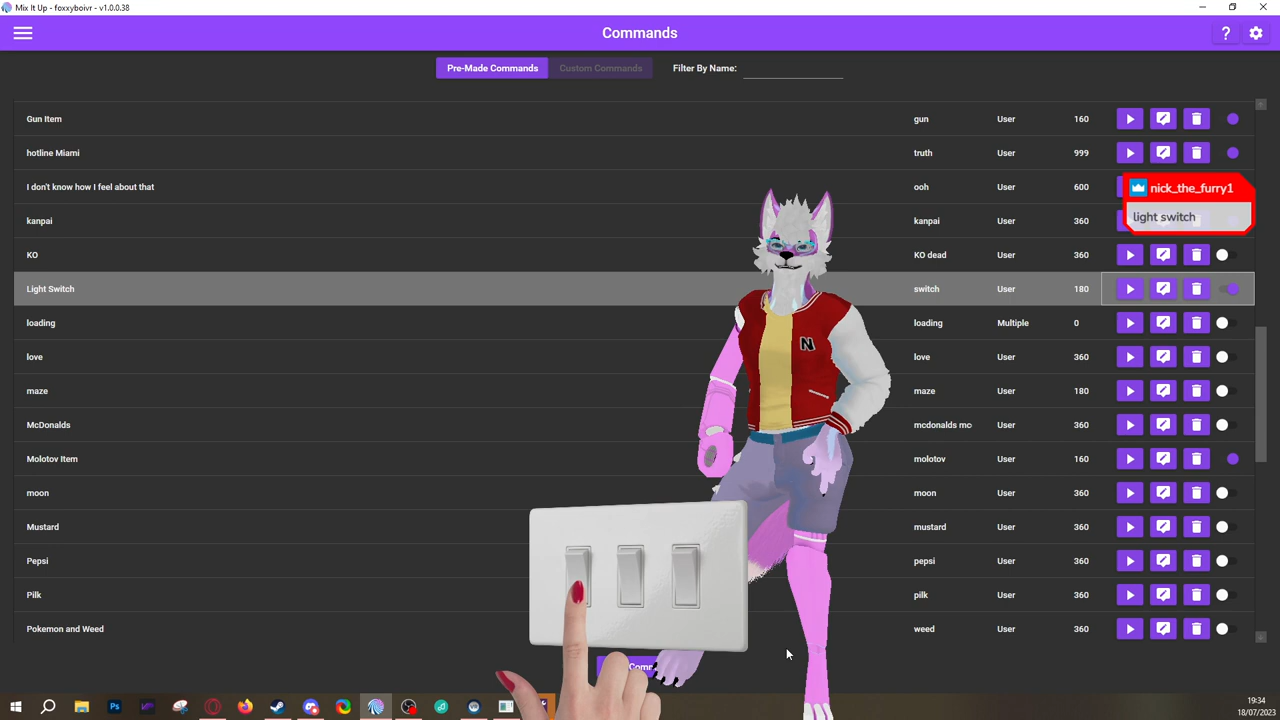 Mix It Up - foxxyboivr - v1.0.0.38
Commands
?
Pre-Made Commands Custom Commands Filter By Name:
Gun Item gun User 160
hotline Miami truth User 999
I don't know how I feel about that ooh User 600
nick_the_furry1
light switch
kanpai kanpai User 360
KO KO dead User 360
Light Switch switch User 180
loading loading Multiple 0
love love User 360
N
maze maze User 180
McDonalds mcdonalds mc User 360
Molotov Item molotov User 160
moon moon User 360
Mustard mustard User 360
Pepsi pepsi User 360
Pilk pilk User 360
Pokemon and Weed weed User 360
Comm
Ps
19:34
18/07/2023